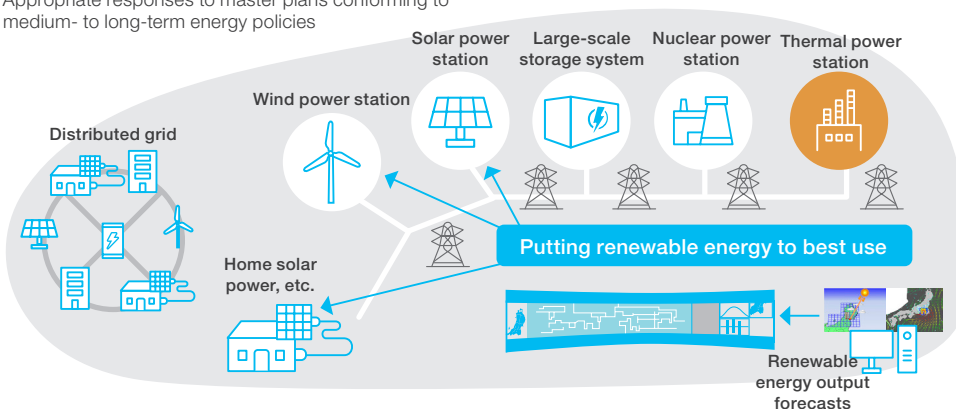 Appropriate responses to master plans conforming to
medium- to long-term energy policies
Solar power
station
Large-scale
storage system
Nuclear power
station
Thermal power
station
Wind power station
Distributed grid
Putting renewable energy to best use
Home solar
power, etc.
Renewable
energy output
forecasts